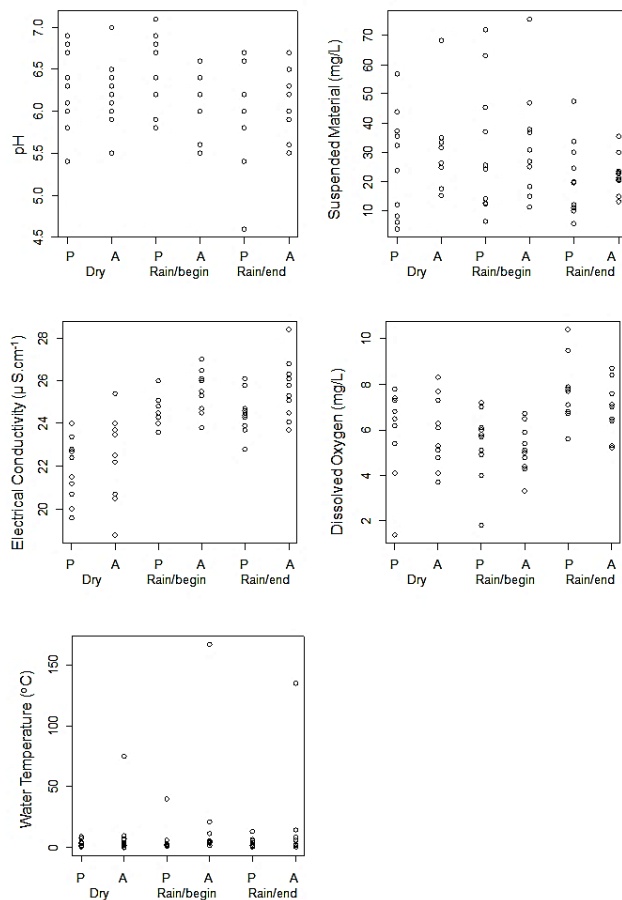 pH
4.5 5.0 5.5 6.0 6.5 7.0
P A P A P A
Dry Rain/begin Rain/end
Suspended Material (mg/L)
10 20 30 40 50 60 70
P A P A P A
Dry Rain/begin Rain/end
Electrical Conductivity (µ S.cm⁻¹)
20 22 24 26 28
P A P A P A
Dry Rain/begin Rain/end
Dissolved Oxygen (mg/L)
2 4 6 8 10
P A P A P A
Dry Rain/begin Rain/end
Water Temperature (ºC)
0 50 100 150
P A P A P A
Dry Rain/begin Rain/end